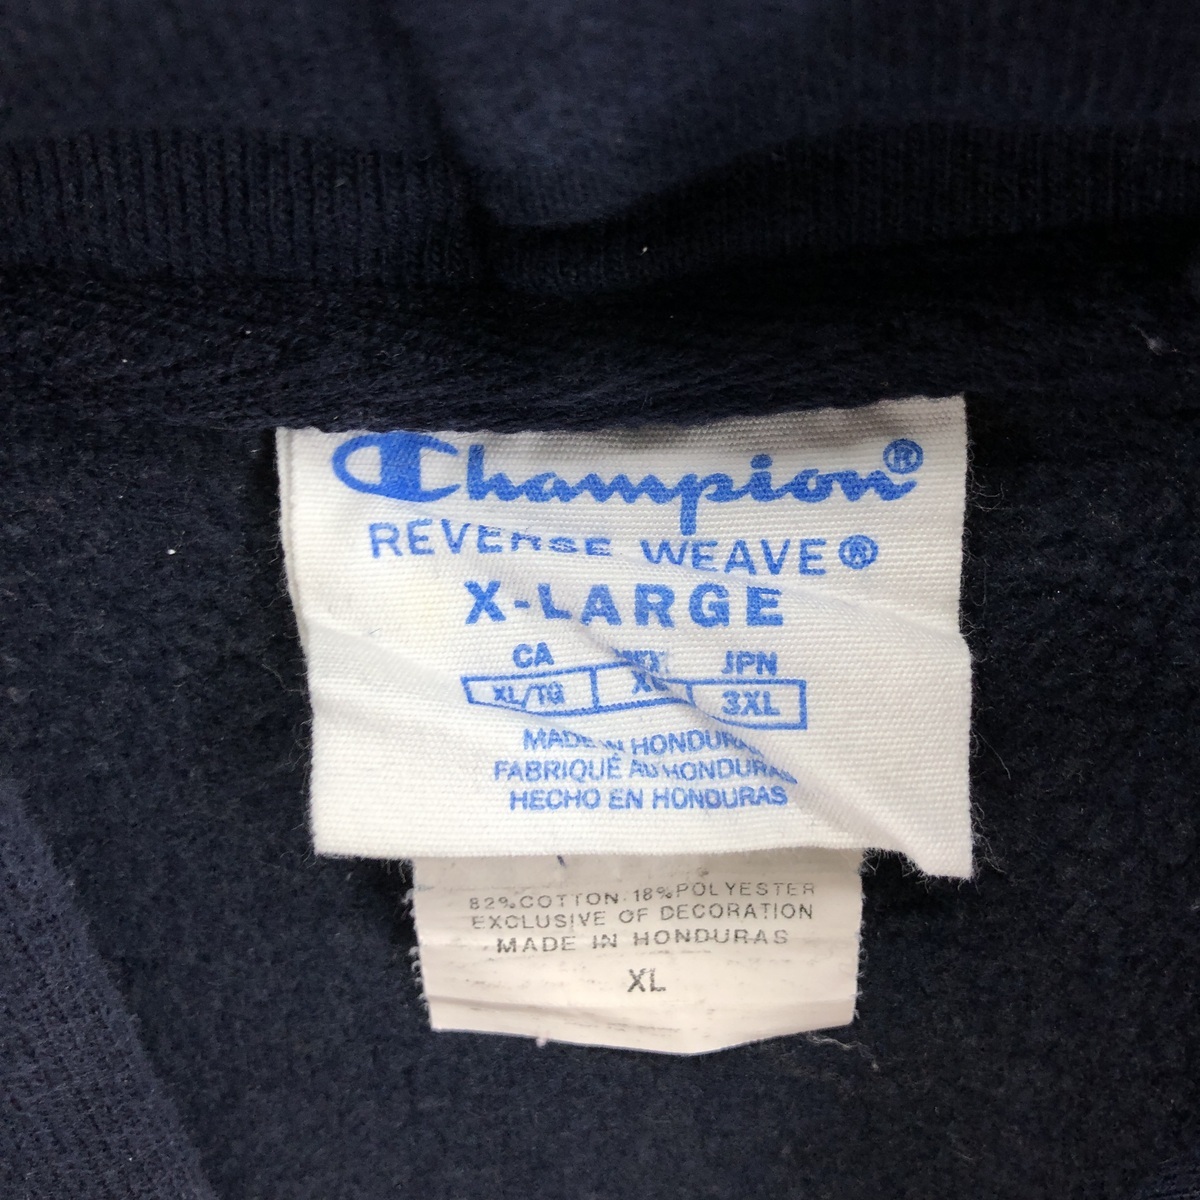 Champion®
REVERSE WEAVE®
X-LARGE
CA JPN
XL/TG 3XL
MADE IN HONDURAS
FABRIQUÉ AU HONDURAS
HECHO EN HONDURAS
82% COTTON 18% POLYESTER
EXCLUSIVE OF DECORATION
MADE IN HONDURAS
XL